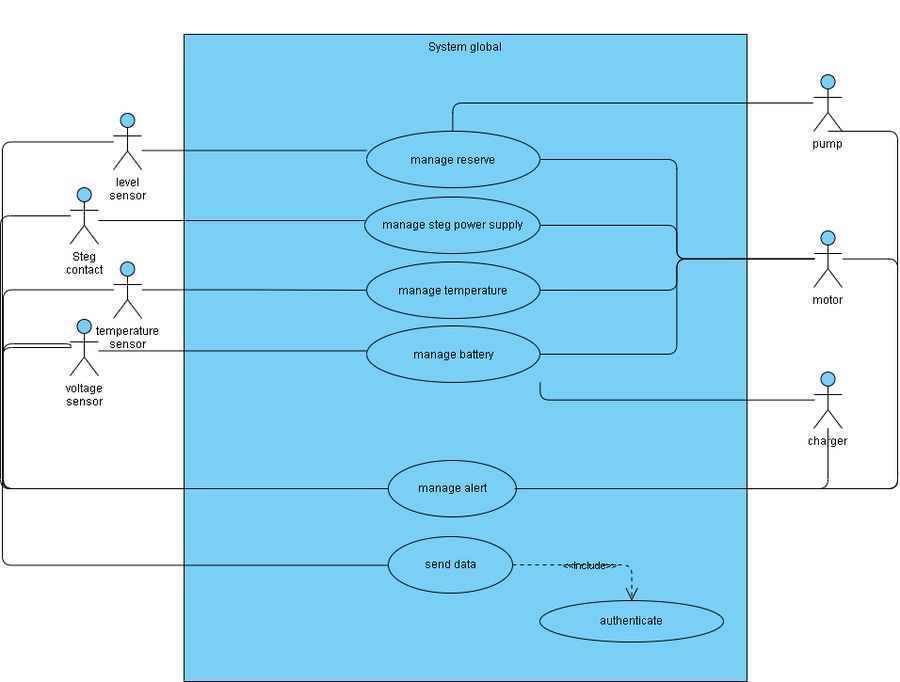 System global
pump
manage reserve
level
sensor
manage steg power supply
Steg
contact
manage temperature
motor
temperature
sensor
manage battery
voltage
sensor
charger
manage alert
send data
<<Include>>
authenticate